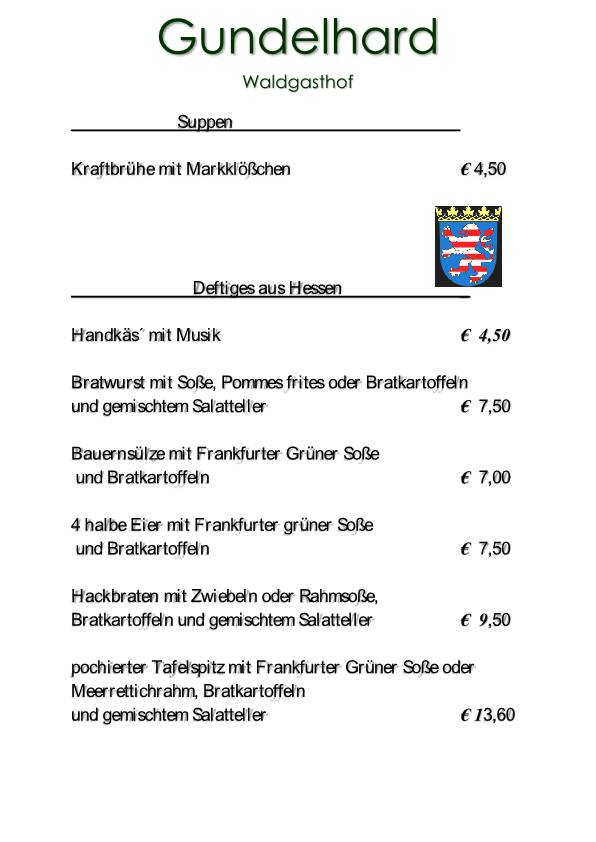 Gundelhard
Waldgasthof
Suppen
Kraftbrühe mit Markklößchen € 4,50
Deftiges aus Hessen
Handkäs´ mit Musik € 4,50
Bratwurst mit Soße, Pommes frites oder Bratkartoffeln
und gemischtem Salatteller € 7,50
Bauernsülze mit Frankfurter Grüner Soße
und Bratkartoffeln € 7,00
4 halbe Eier mit Frankfurter grüner Soße
und Bratkartoffeln € 7,50
Hackbraten mit Zwiebeln oder Rahmsoße,
Bratkartoffeln und gemischtem Salatteller € 9,50
pochierter Tafelspitz mit Frankfurter Grüner Soße oder
Meerrettichrahm, Bratkartoffeln
und gemischtem Salatteller € 13,60